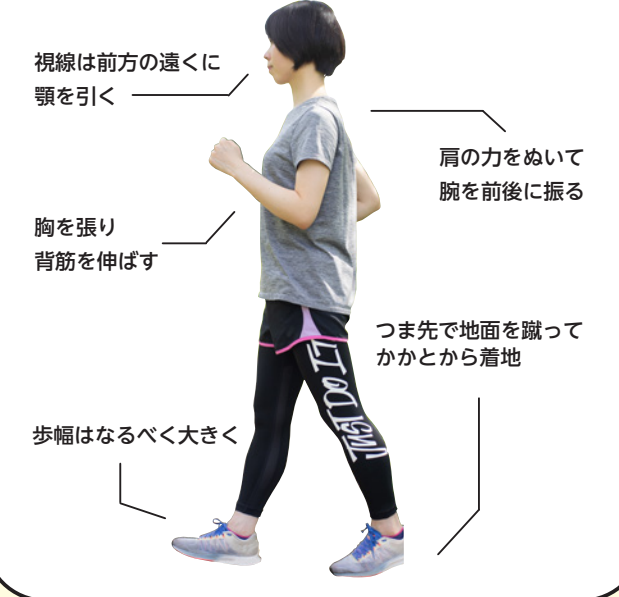 視線は前方の遠くに
顎を引く
肩の力をぬいて
腕を前後に振る
胸を張り
背筋を伸ばす
つま先で地面を蹴って
かかとから着地
歩幅はなるべく大きく
JUST DO IT